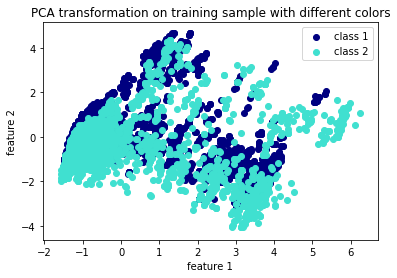 PCA transformation on training sample with different colors
class 1
class 2
4
2
0
−2
−4
feature 2
−2 −1 0 1 2 3 4 5 6
feature 1